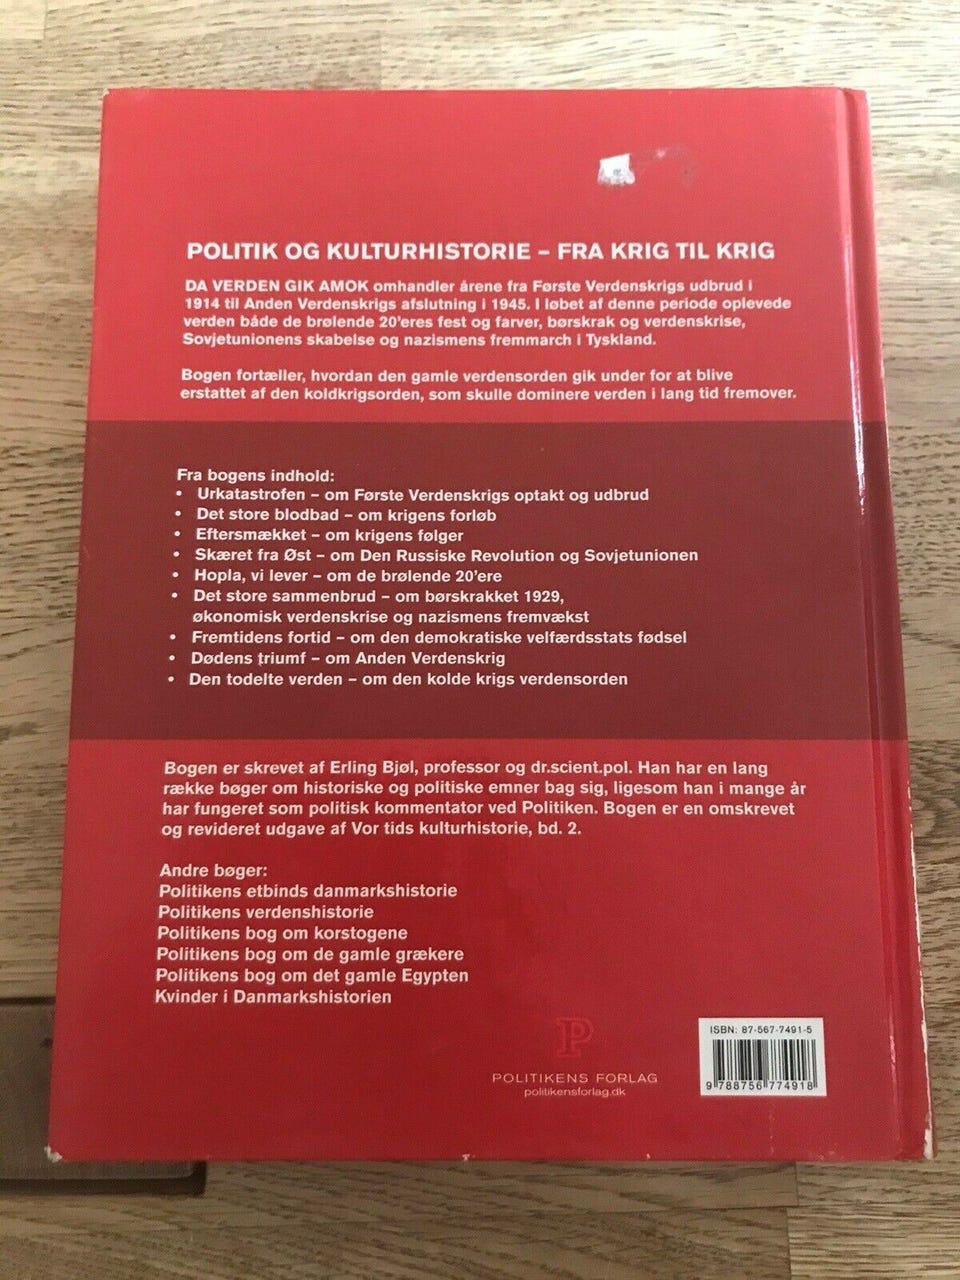 POLITIK OG KULTURHISTORIE – FRA KRIG TIL KRIG
DA VERDEN GIK AMOK omhandler årene fra Første Verdenskrigs udbrud i
1914 til Anden Verdenskrigs afslutning i 1945. I løbet af denne periode oplevede
verden både de brølende 20'eres fest og farver, børskrak og verdenskrise,
Sovjetunionens skabelse og nazismens fremmarch i Tyskland.
Bogen fortæller, hvordan den gamle verdensorden gik under for at blive
erstattet af den koldkrigsorden, som skulle dominere verden i lang tid fremover.
Fra bogens indhold:
• Urkatastrofen – om Første Verdenskrigs optakt og udbrud
• Det store blodbad – om krigens forløb
• Eftersmækket – om krigens følger
• Skæret fra Øst – om Den Russiske Revolution og Sovjetunionen
• Hopla, vi lever – om de brølende 20'ere
• Det store sammenbrud – om børskrakket 1929,
økonomisk verdenskrise og nazismens fremvækst
• Fremtidens fortid – om den demokratiske velfærdsstats fødsel
• Dødens triumf – om Anden Verdenskrig
• Den todelte verden – om den kolde krigs verdensorden
Bogen er skrevet af Erling Bjøl, professor og dr.scient.pol. Han har en lang
række bøger om historiske og politiske emner bag sig, ligesom han i mange år
har fungeret som politisk kommentator ved Politiken. Bogen er en omskrevet
og revideret udgave af Vor tids kulturhistorie, bd. 2.
Andre bøger:
Politikens etbinds danmarkshistorie
Politikens verdenshistorie
Politikens bog om korstogene
Politikens bog om de gamle grækere
Politikens bog om det gamle Egypten
Kvinder i Danmarkshistorien
P
POLITIKENS FORLAG
politikensforlag.dk
ISBN: 87-567-7491-5
9 788756 774918